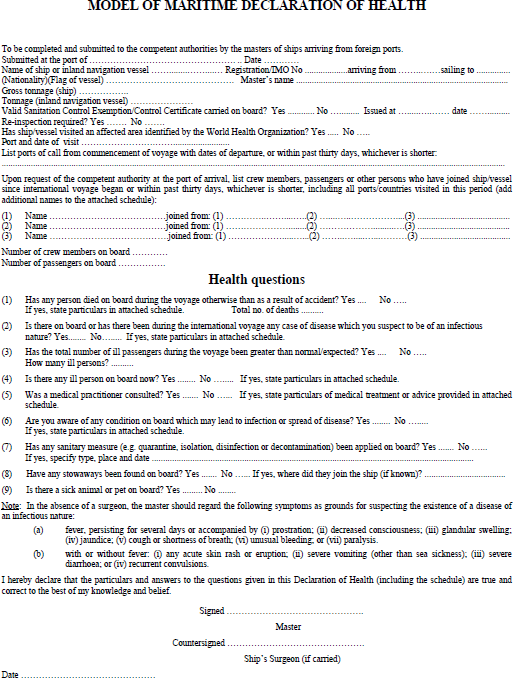 MODEL OF MARITIME DECLARATION OF HEALTH
To be completed and submitted to the competent authorities by the masters of ships arriving from foreign ports.
Submitted at the port of ………………………………………………. Date ………….
Name of ship or inland navigation vessel …………………… Registration/IMO No ...................arriving from ……………sailing to ...............
(Nationality)(Flag of vessel) ……………………………………… Master’s name ....................................................................
Gross tonnage (ship) ………………
Tonnage (inland navigation vessel) …………………
Valid Sanitation Control Exemption/Control Certificate carried on board? Yes ............ No ............ Issued at …………….... date ……………..
Re-inspection required? Yes ……. No …….
Has ship/vessel visited an affected area identified by the World Health Organization? Yes ..... No …..
Port and date of visit ………………………….......................
List ports of call from commencement of voyage with dates of departure, or within past thirty days, whichever is shorter:
....................................................................................................................................
Upon request of the competent authority at the port of arrival, list crew members, passengers or other persons who have joined ship/vessel
since international voyage began or within past thirty days, whichever is shorter, including all ports/countries visited in this period (add
additional names to the attached schedule):
(1) Name ……………………………………joined from: (1) …………………………(2) …………………………(3) ....................................
(2) Name ……………………………………joined from: (1) …………………………(2) …………………………(3) ....................................
(3) Name ……………………………………joined from: (1) …………………………(2) …………………………(3) ....................................
Number of crew members on board …………
Number of passengers on board ……………
Health questions
(1) Has any person died on board during the voyage otherwise than as a result of accident? Yes .... No …..
If yes, state particulars in attached schedule. Total no. of deaths ..........
(2) Is there on board or has there been during the international voyage any case of disease which you suspect to be of an infectious
nature? Yes........ No…..... If yes, state particulars in attached schedule.
(3) Has the total number of ill passengers during the voyage been greater than normal/expected? Yes .... No …..
How many ill persons? ..........
(4) Is there any ill person on board now? Yes ........ No …..... If yes, state particulars in attached schedule.
(5) Was a medical practitioner consulted? Yes ....... No …... If yes, state particulars of medical treatment or advice provided in attached
schedule.
(6) Are you aware of any condition on board which may lead to infection or spread of disease? Yes ........ No …......
If yes, state particulars in attached schedule.
(7) Has any sanitary measure (e.g. quarantine, isolation, disinfection or decontamination) been applied on board? Yes ....... No …...
If yes, specify type, place and date ....................................................................................................
(8) Have any stowaways been found on board? Yes ....... No …... If yes, where did they join the ship (if known)? .................................
(9) Is there a sick animal or pet on board? Yes ......... No ........
Note: In the absence of a surgeon, the master should regard the following symptoms as grounds for suspecting the existence of a disease of
an infectious nature:
(a) fever, persisting for several days or accompanied by (i) prostration; (ii) decreased consciousness; (iii) glandular swelling;
(iv) jaundice; (v) cough or shortness of breath; (vi) unusual bleeding; or (vii) paralysis.
(b) with or without fever: (i) any acute skin rash or eruption; (ii) severe vomiting (other than sea sickness); (iii) severe
diarrhoea; or (iv) recurrent convulsions.
I hereby declare that the particulars and answers to the questions given in this Declaration of Health (including the schedule) are true and
correct to the best of my knowledge and belief.
Signed ……………………………………….
Master
Countersigned ……………………………………….
Ship’s Surgeon (if carried)
Date ………………………………………